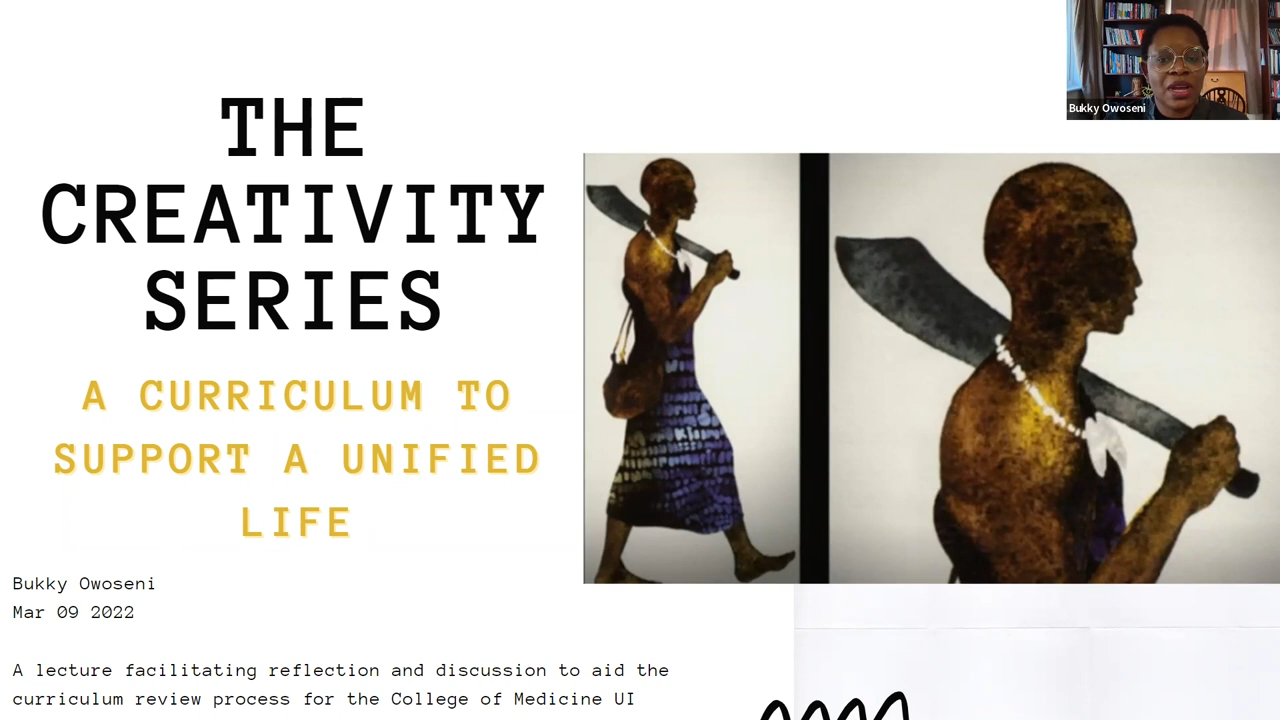 Bukky Owoseni
THE
CREATIVITY
SERIES
A CURRICULUM TO
SUPPORT A UNIFIED
LIFE
Bukky Owoseni
Mar 09 2022
A lecture facilitating reflection and discussion to aid the
curriculum review process for the College of Medicine UI